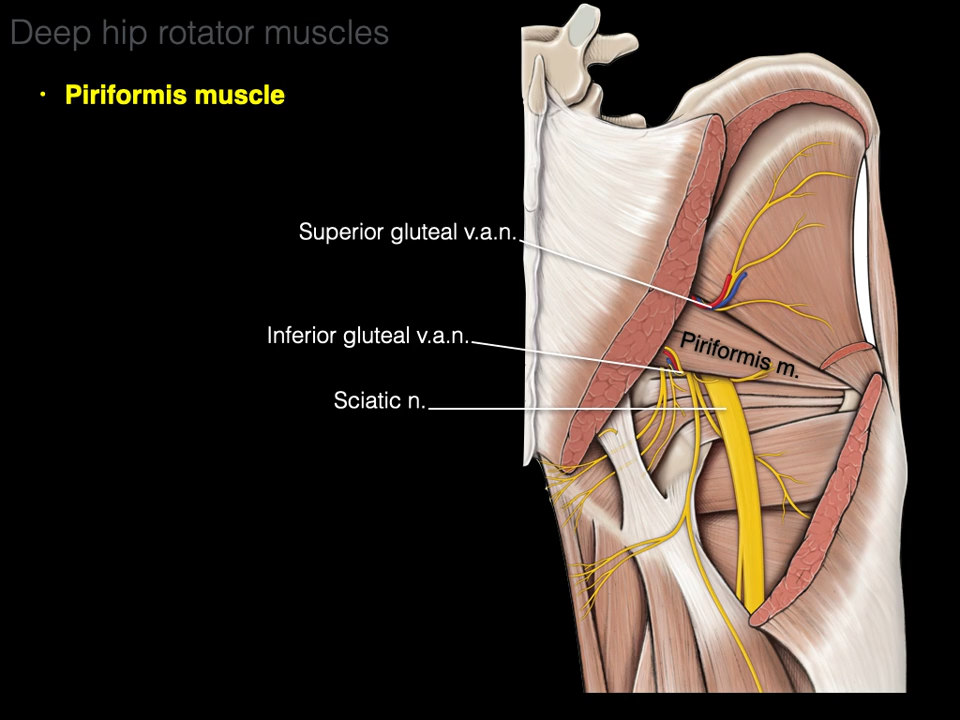 Deep hip rotator muscles
• Piriformis muscle
Superior gluteal v.a.n.
Inferior gluteal v.a.n.
Piriformis m.
Sciatic n.